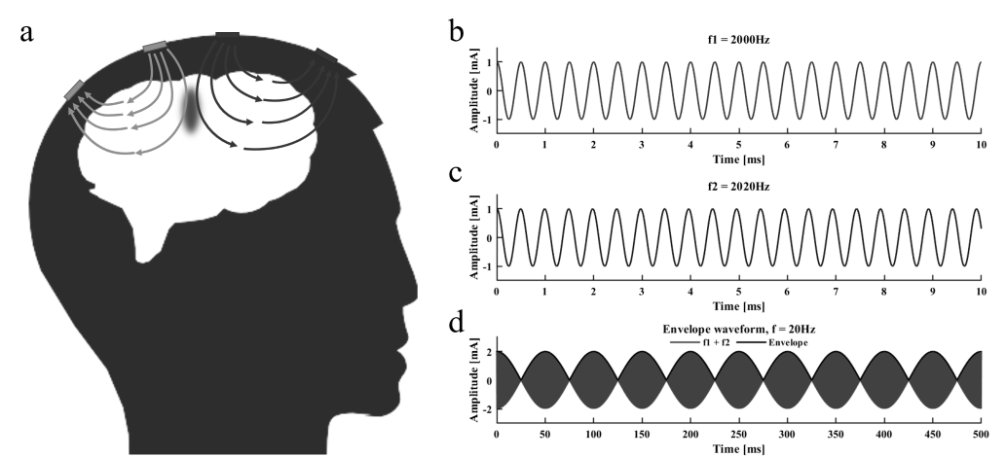 a
b
f1 = 2000Hz
Amplitude [mA]
1
0
-1
0 1 2 3 4 5 6 7 8 9 10
Time [ms]
c
f2 = 2020Hz
Amplitude [mA]
1
0
-1
0 1 2 3 4 5 6 7 8 9 10
Time [ms]
d
Envelope waveform, f = 20Hz
f1 + f2 Envelope
Amplitude [mA]
2
0
-2
0 50 100 150 200 250 300 350 400 450 500
Time [ms]